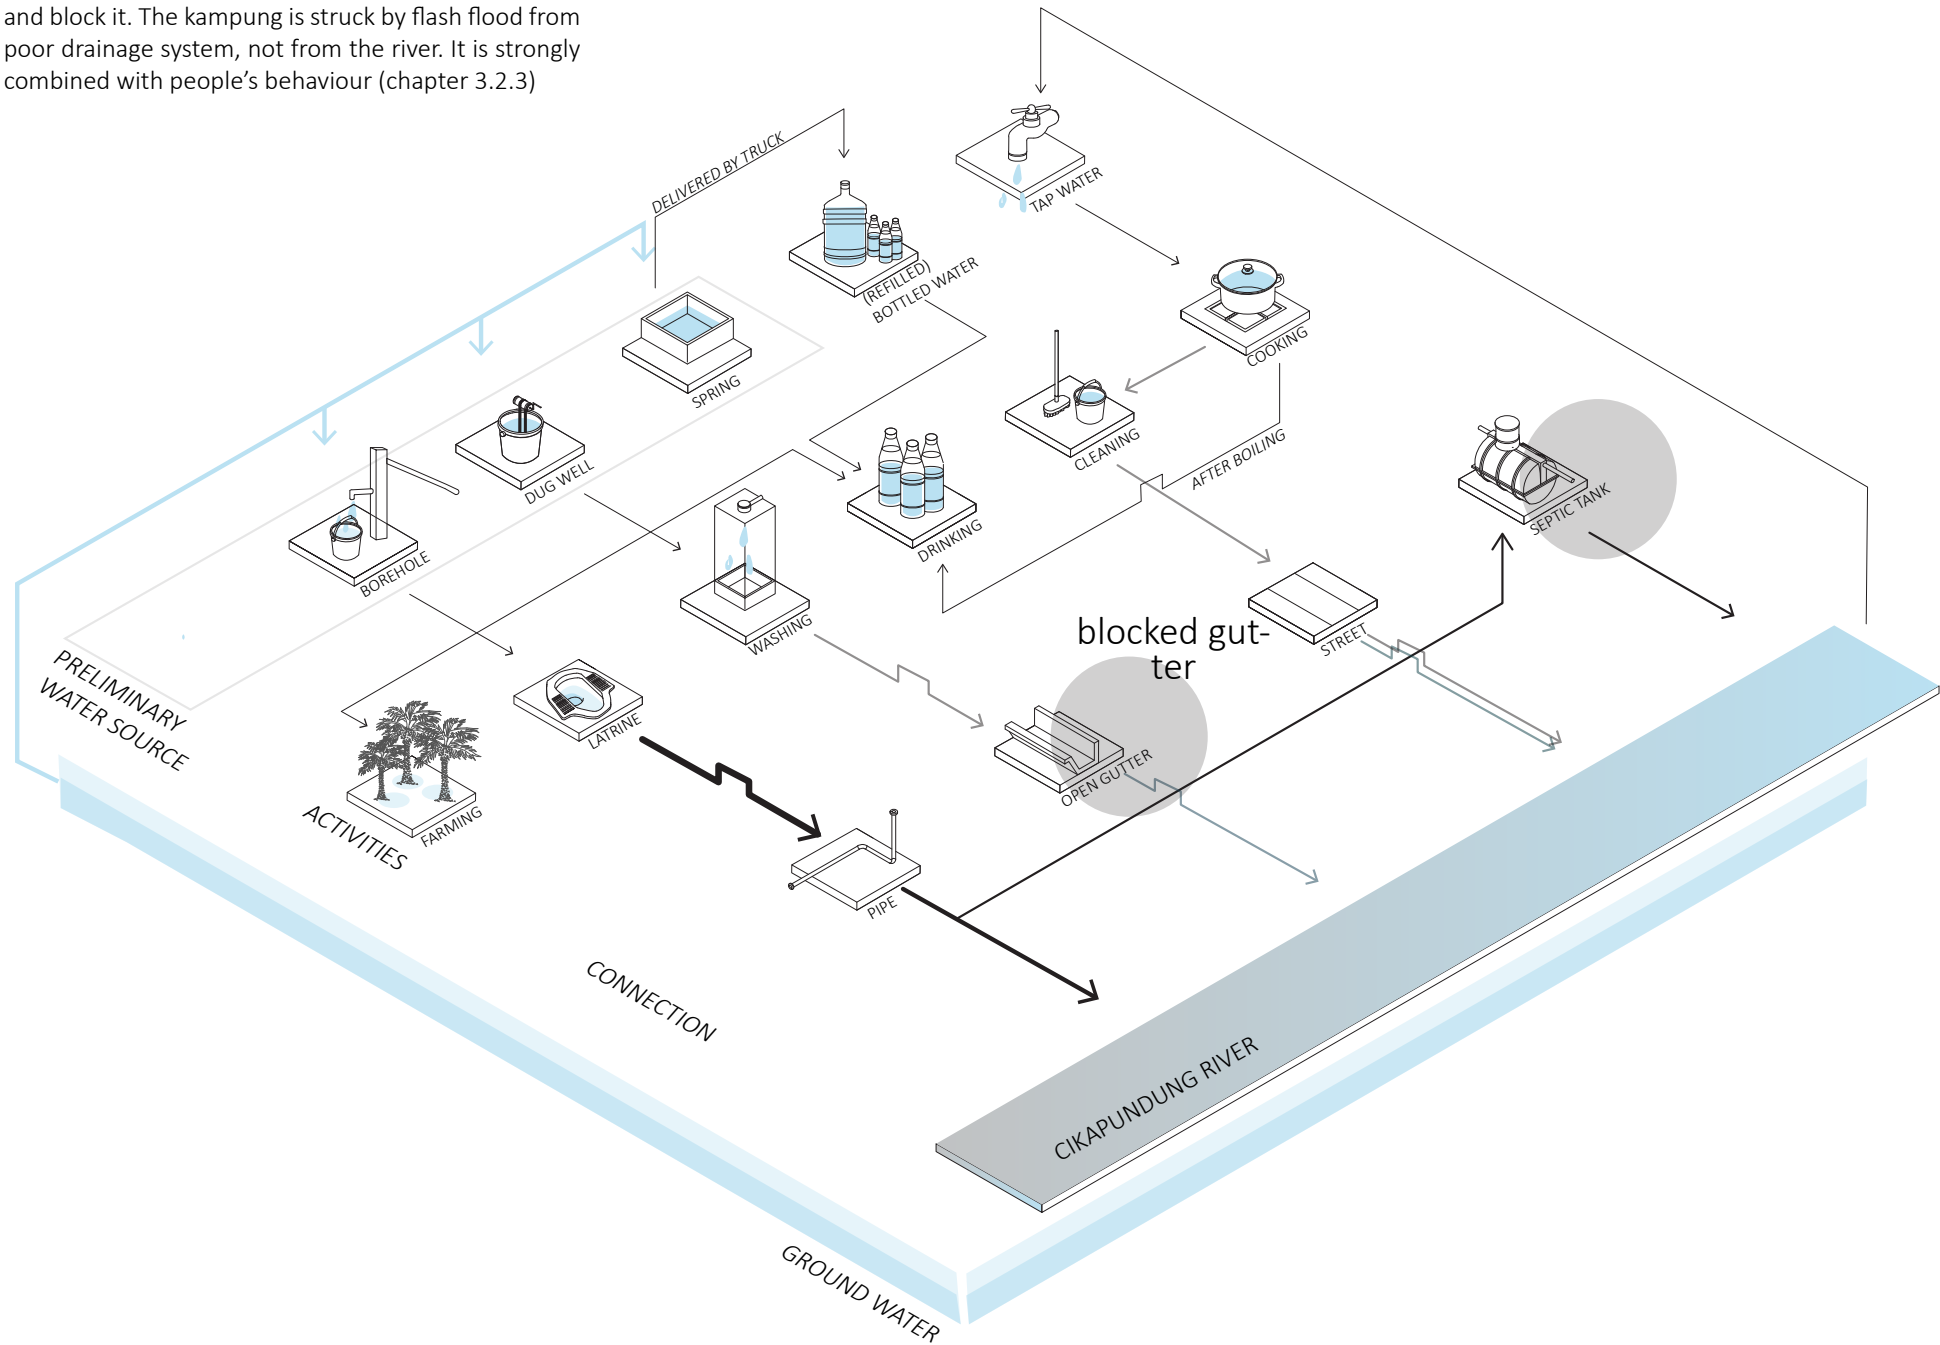 and block it. The kampung is struck by flash flood from
poor drainage system, not from the river. It is strongly
combined with people’s behaviour (chapter 3.2.3)
DELIVERED BY TRUCK
TAP WATER
(REFILLED)
BOTTLED WATER
COOKING
SPRING
CLEANING
AFTER BOILING
DUG WELL
SEPTIC TANK
DRINKING
BOREHOLE
WASHING
STREET
blocked gut-
ter
PRELIMINARY
WATER SOURCE
LATRINE
OPEN GUTTER
FARMING
ACTIVITIES
PIPE
CONNECTION
CIKAPUNDUNG RIVER
GROUND WATER